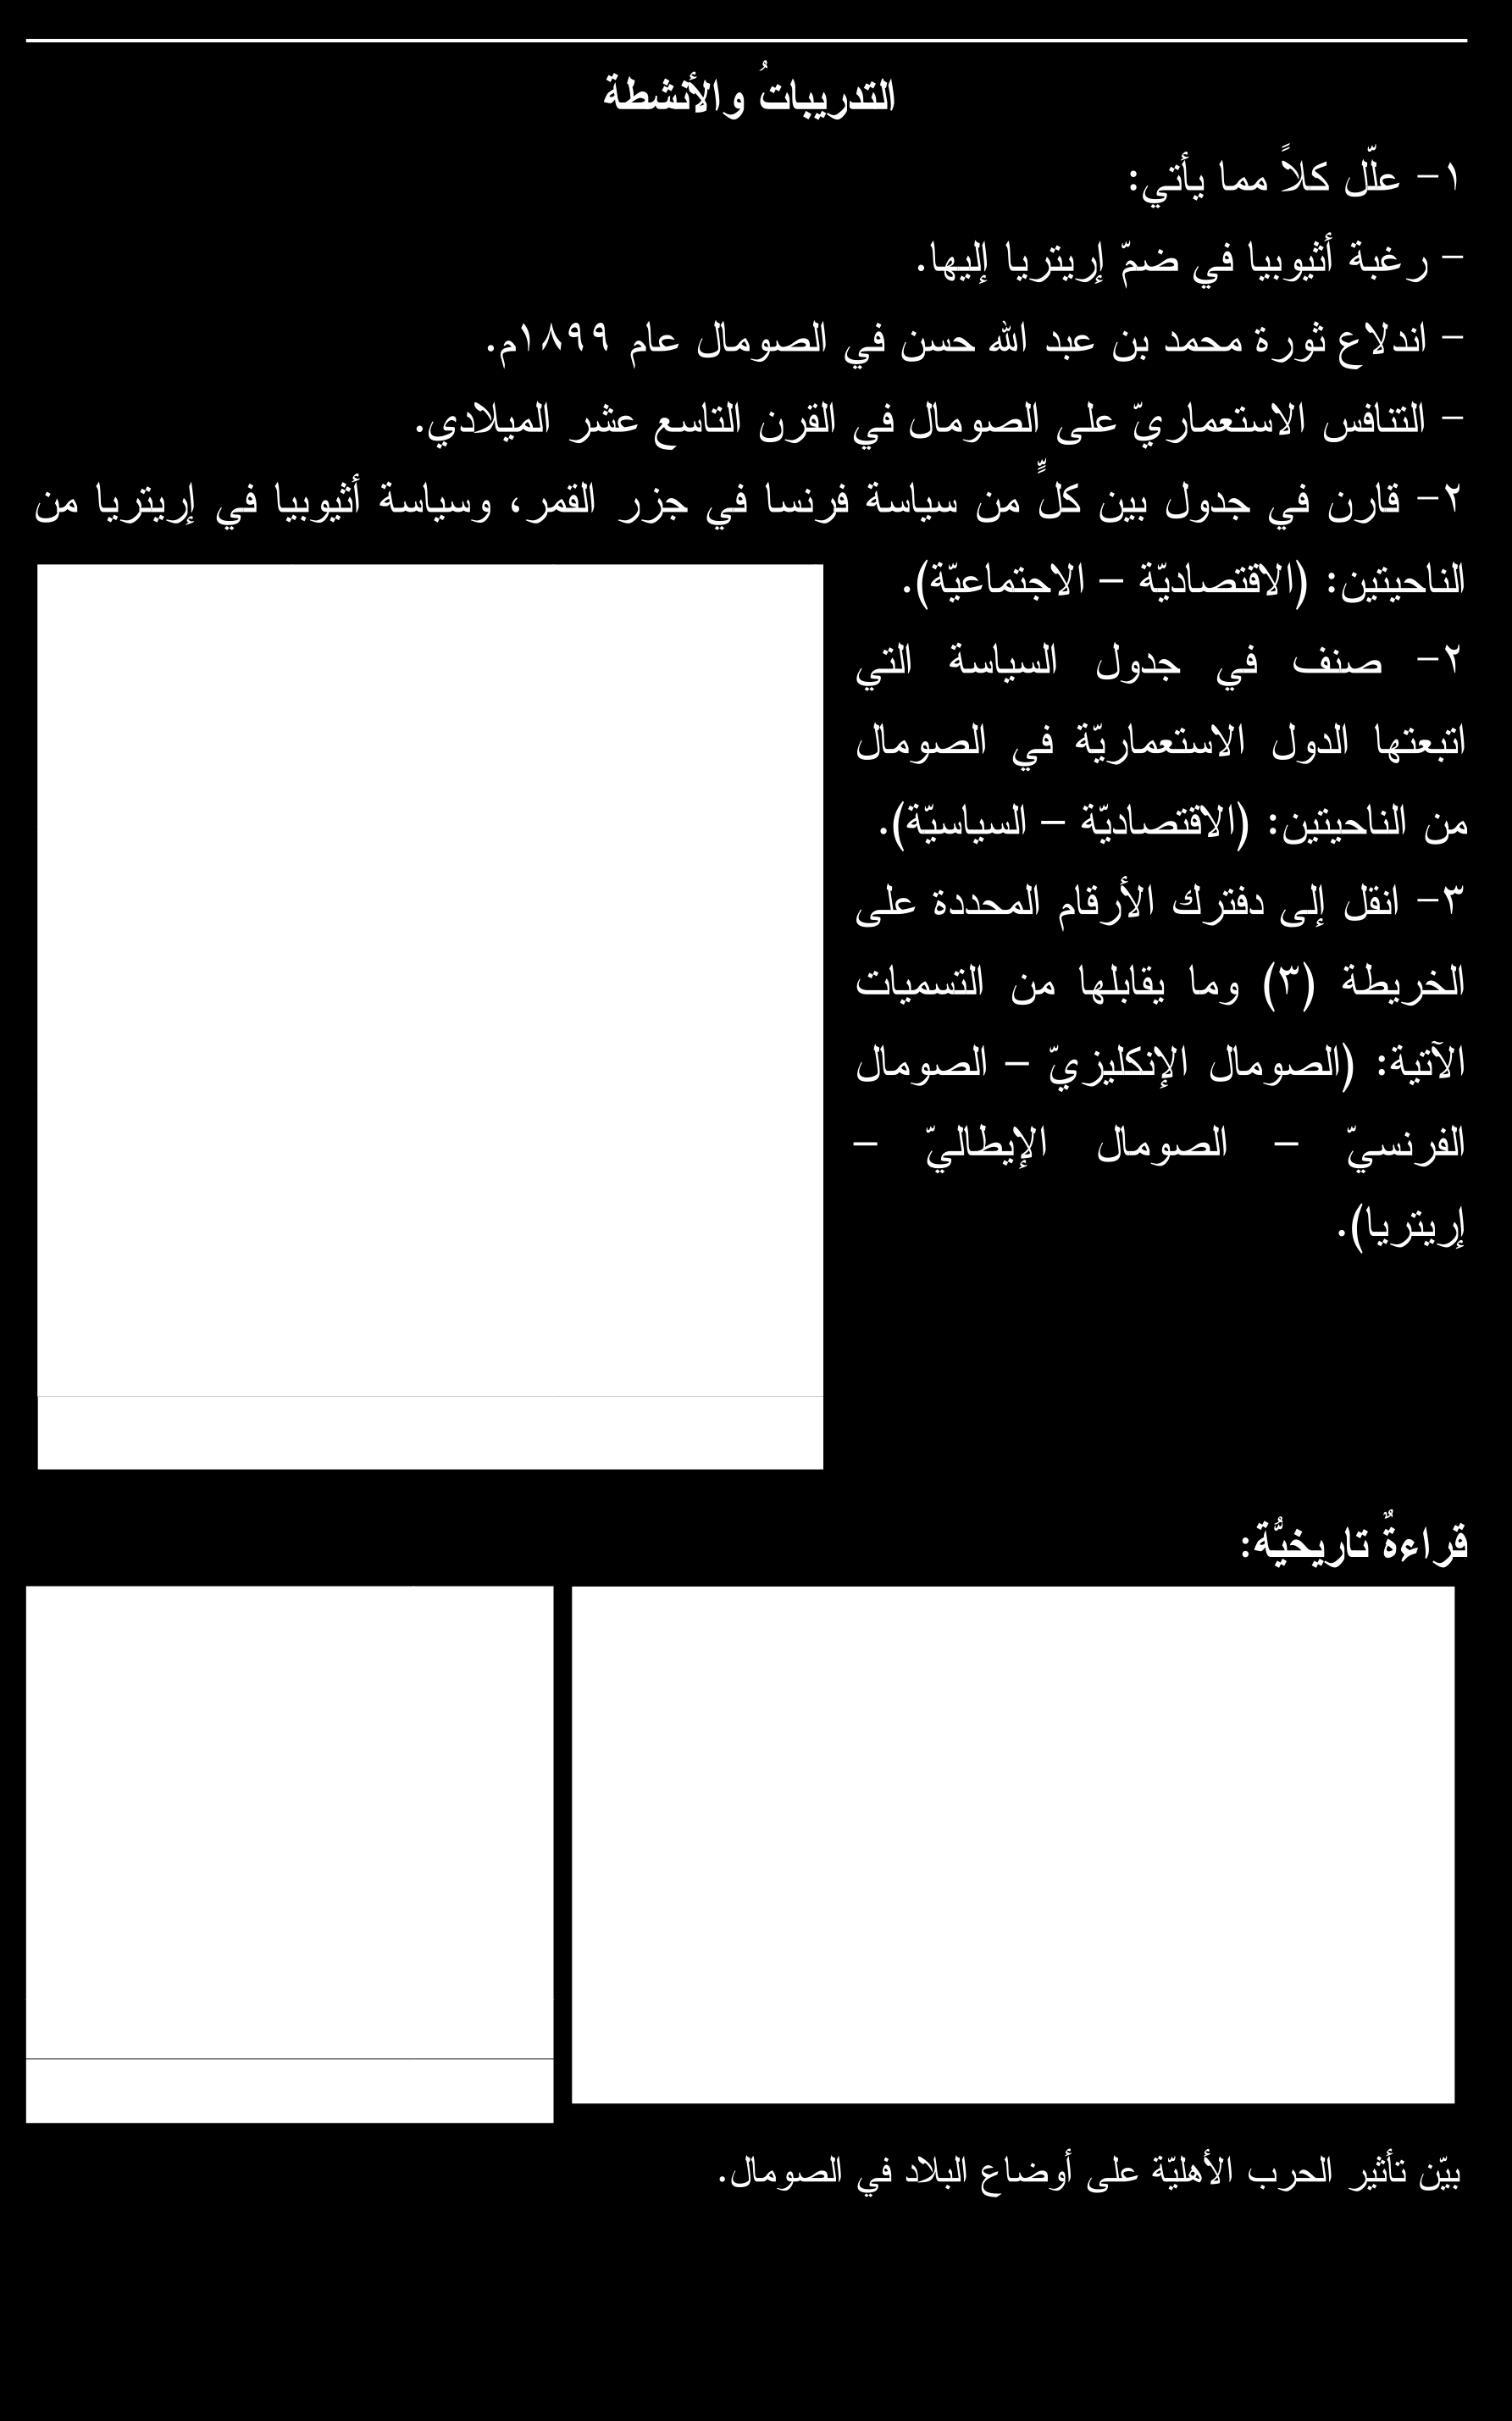 التدريباتُ والأنشطة
١- علّل كلاً مما يأتي:
- رغبة أثيوبيا في ضمّ إريتريا إليها.
- اندلاع ثورة محمد بن عبد الله حسن في الصومال عام ١٨٩٩م.
- التنافس الاستعماريّ على الصومال في القرن التاسع عشر الميلادي.
٢- قارن في جدول بين كلٍّ من سياسة فرنسا في جزر القمر، وسياسة أثيوبيا في إريتريا من
الناحيتين: (الاقتصاديّة – الاجتماعيّة).
٢- صنف في جدول السياسة التي
اتبعتها الدول الاستعماريّة في الصومال
من الناحيتين: (الاقتصاديّة – السياسيّة).
٣- انقل إلى دفترك الأرقام المحددة على
الخريطة (٣) وما يقابلها من التسميات
الآتية: (الصومال الإنكليزيّ – الصومال
الفرنسيّ – الصومال الإيطاليّ –
إريتريا).
قراءةٌ تاريخيَّة:
بيّن تأثير الحرب الأهليّة على أوضاع البلاد في الصومال.